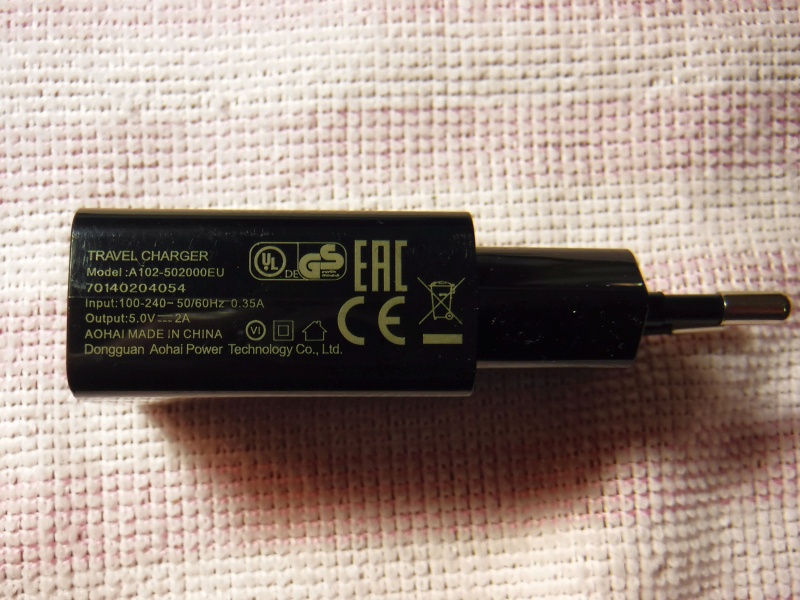 TRAVEL CHARGER
Model:A102-502000EU
70140204054
Input:100-240~50/60Hz 0.35A
Output:5.0V⎓2A
AOHAI MADE IN CHINA
Dongguan Aohai Power Technology Co., Ltd.
UL DE GS
VI
EAC
CE